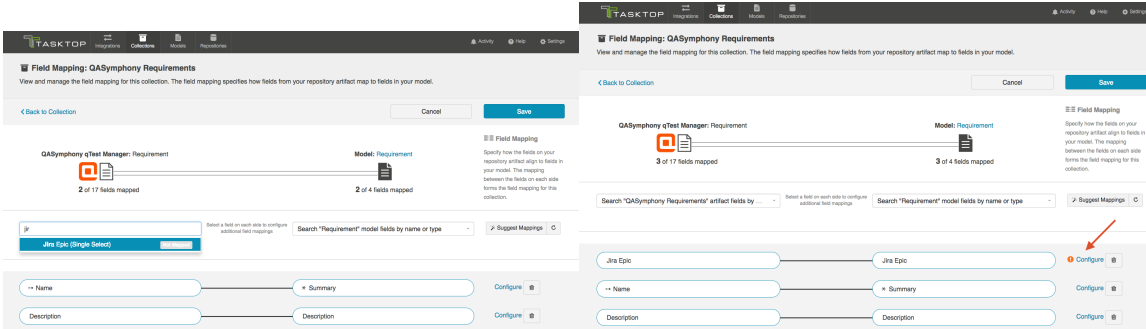 TASKTOP
Integrations
Collections
Models
Repositories
Activity
Help
Settings
Field Mapping: QASymphony Requirements
View and manage the field mapping for this collection. The field mapping specifies how fields from your repository artifact map to fields in your model.
Back to Collection
Cancel
Save
QASymphony qTest Manager: Requirement
2 of 17 fields mapped
Model: Requirement
2 of 4 fields mapped
Field Mapping
Specify how the fields on your
repository artifact align to fields in
your model. The mapping
between the fields on each side
forms the field mapping for this
collection.
jir
Jira Epic (Single Select)
Not Mapped
Select a field on each side to configure
additional field mappings
Search "Requirement" model fields by name or type
Suggest Mappings
Name
Summary
Configure
Description
Description
Configure
TASKTOP
Integrations
Collections
Models
Repositories
Activity
Help
Settings
Field Mapping: QASymphony Requirements
View and manage the field mapping for this collection. The field mapping specifies how fields from your repository artifact map to fields in your model.
Back to Collection
Cancel
Save
QASymphony qTest Manager: Requirement
3 of 17 fields mapped
Model: Requirement
3 of 4 fields mapped
Field Mapping
Specify how the fields on your
repository artifact align to fields in
your model. The mapping
between the fields on each side
forms the field mapping for this
collection.
Search "QASymphony Requirements" artifact fields by ...
Select a field on each side to configure
additional field mappings
Search "Requirement" model fields by name or type
Suggest Mappings
Jira Epic
Jira Epic
Configure
Name
Summary
Configure
Description
Description
Configure